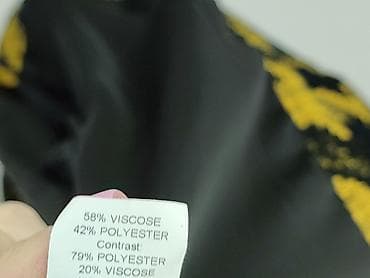 58% VISCOSE
42% POLYESTER
Contrast:
79% POLYESTER
20% VISCOSE